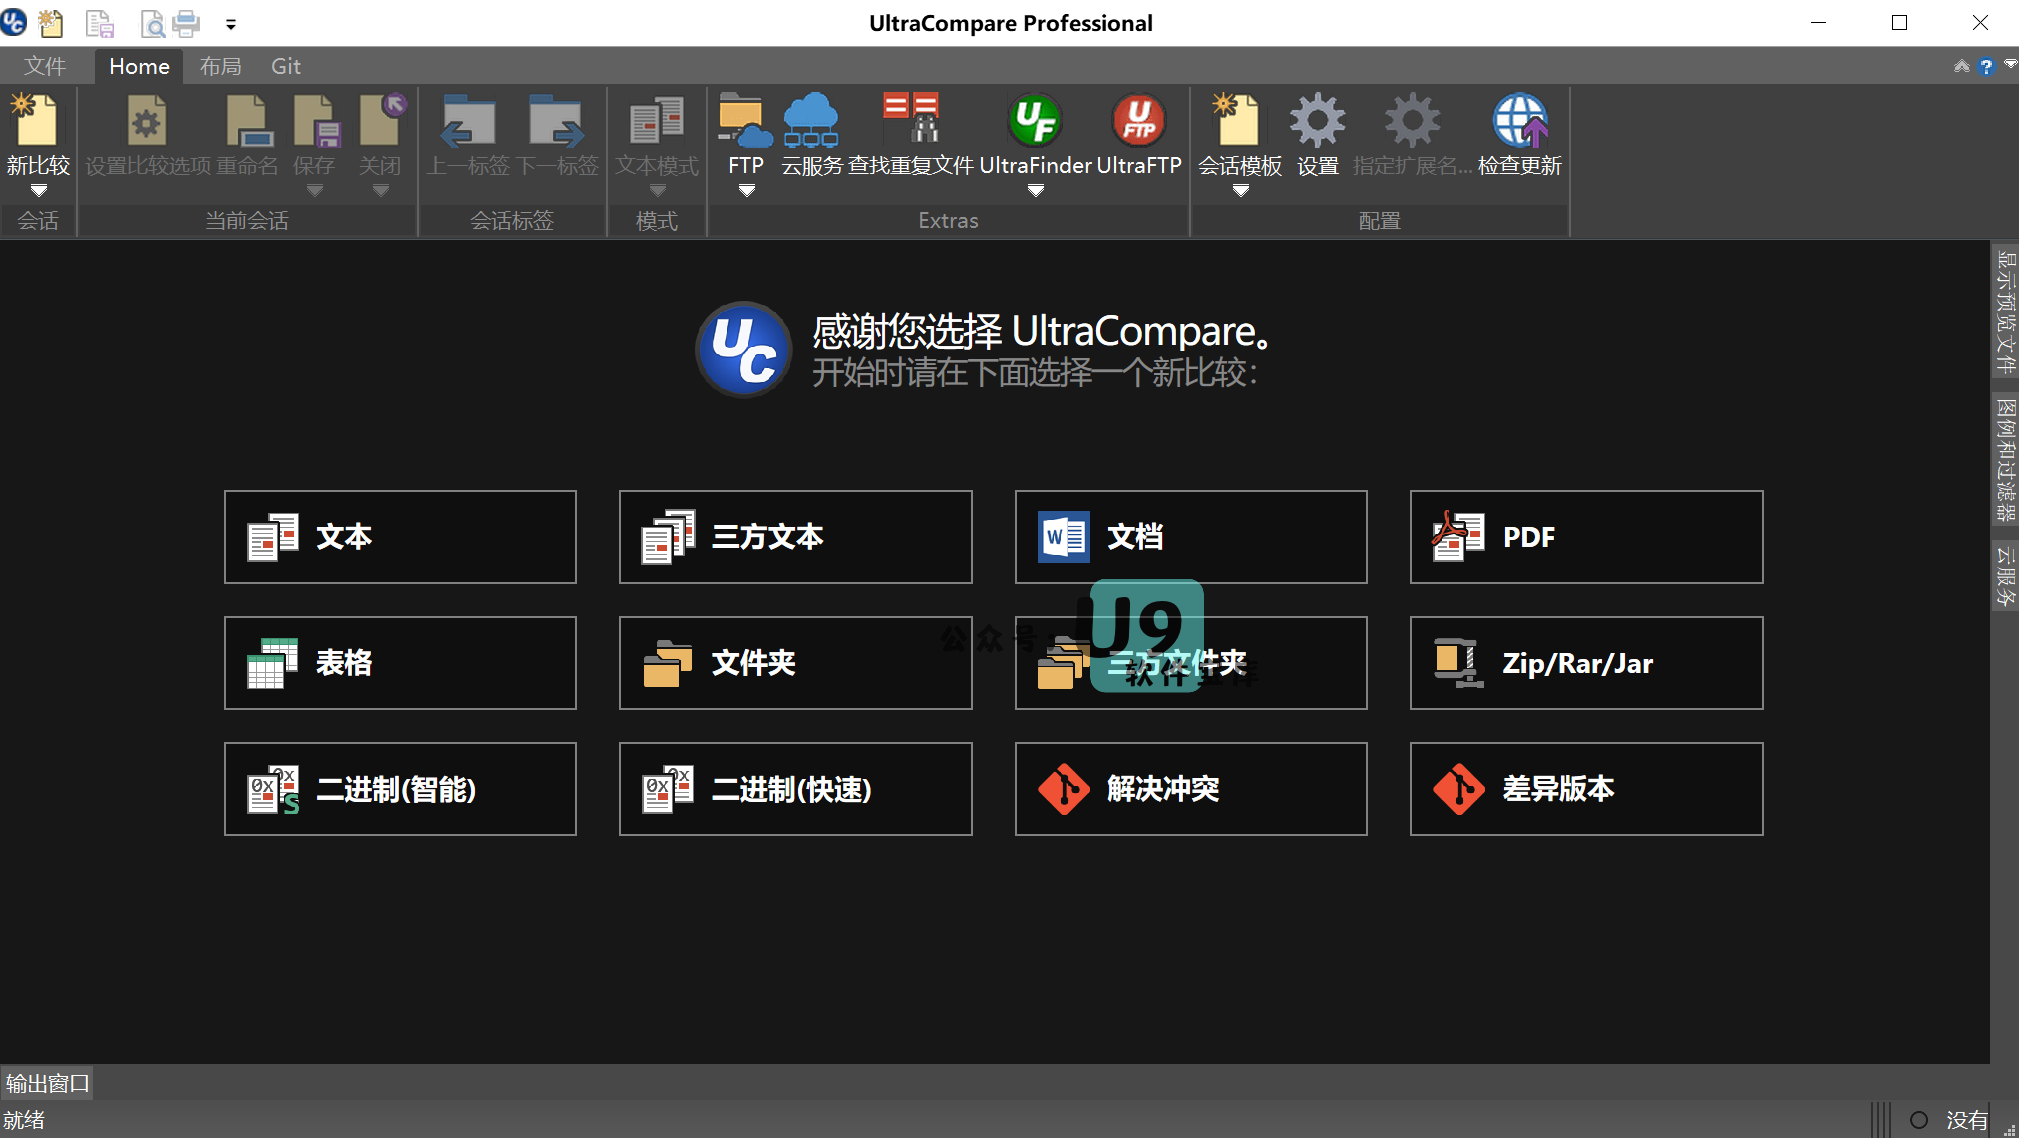 UltraCompare Professional
文件 Home 布局 Git
新比较 设置比较选项 重命名 保存 关闭 上一标签 下一标签 文本模式 FTP 云服务 查找重复文件 UltraFinder UltraFTP 会话模板 设置 指定扩展名... 检查更新
会话 当前会话 会话标签 模式 Extras 配置
感谢您选择 UltraCompare。
开始时请在下面选择一个新比较：
文本 三方文本 文档 PDF
表格 文件夹 三方文件夹 Zip/Rar/Jar
二进制(智能) 二进制(快速) 解决冲突 差异版本
公众号：U9
软件宝库
显示预览文件
图例和过滤器
云服务
输出窗口
就绪 没有